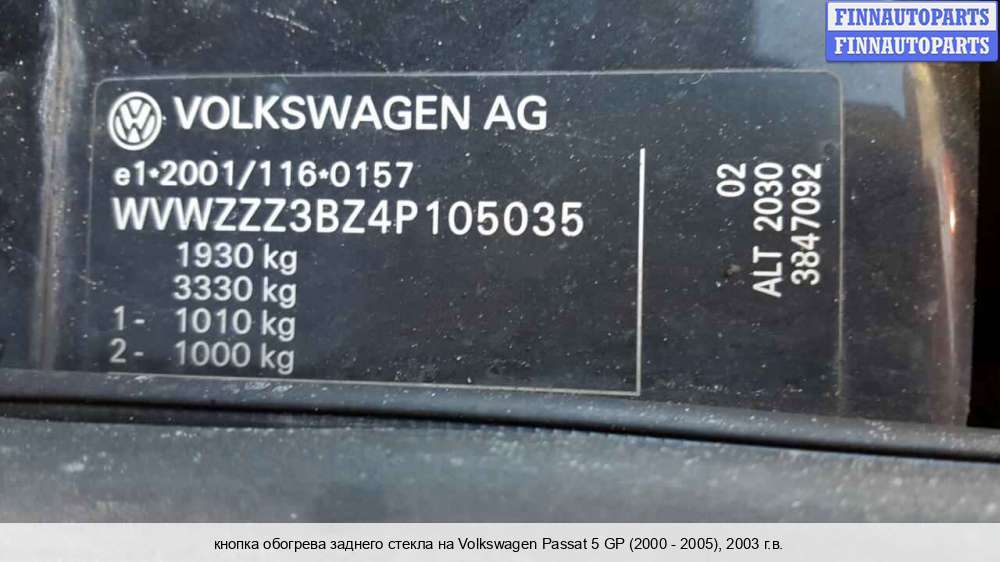 FINNAUTOPARTS
FINNAUTOPARTS
VOLKSWAGEN AG
e1*2001/116*0157
WVWZZZ3BZ4P105035
1930 kg
3330 kg
1- 1010 kg
2- 1000 kg
02
ALT 2030
3847092
кнопка обогрева заднего стекла на Volkswagen Passat 5 GP (2000 - 2005), 2003 г.в.